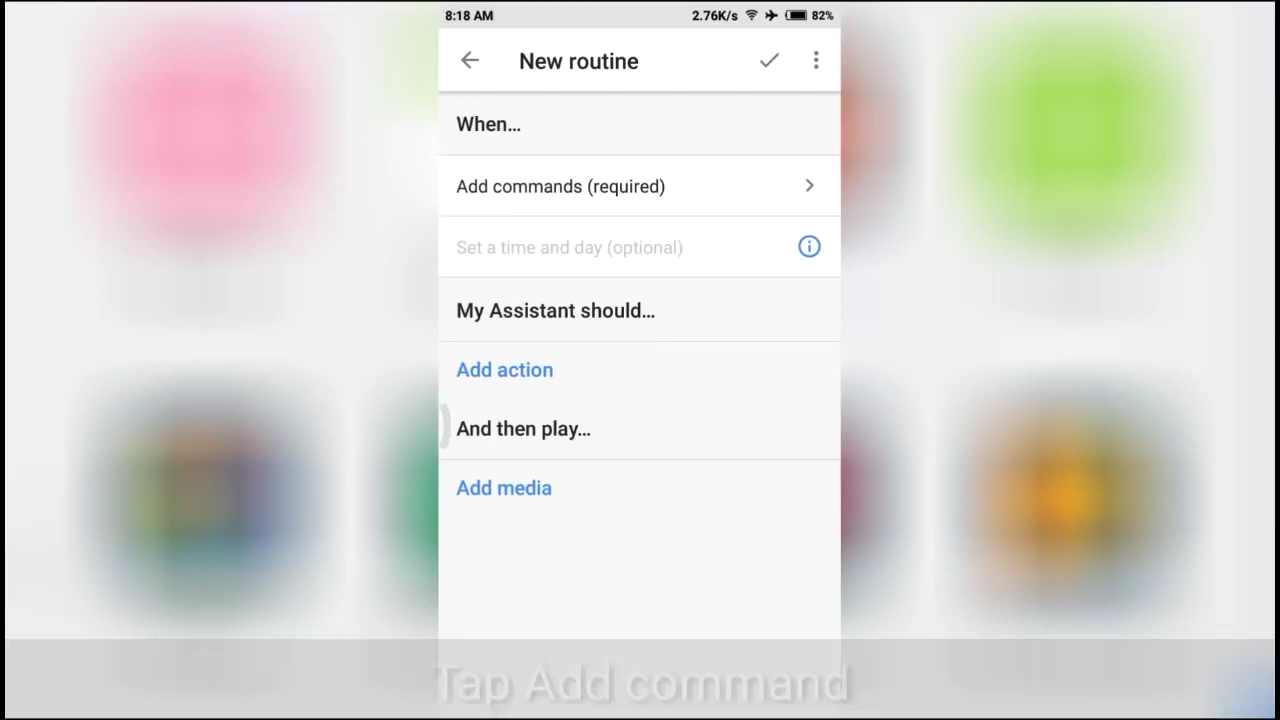 8:18 AM 2.76K/s 82%
New routine
When...
Add commands (required)
Set a time and day (optional)
My Assistant should...
Add action
And then play...
Add media
Tap Add command